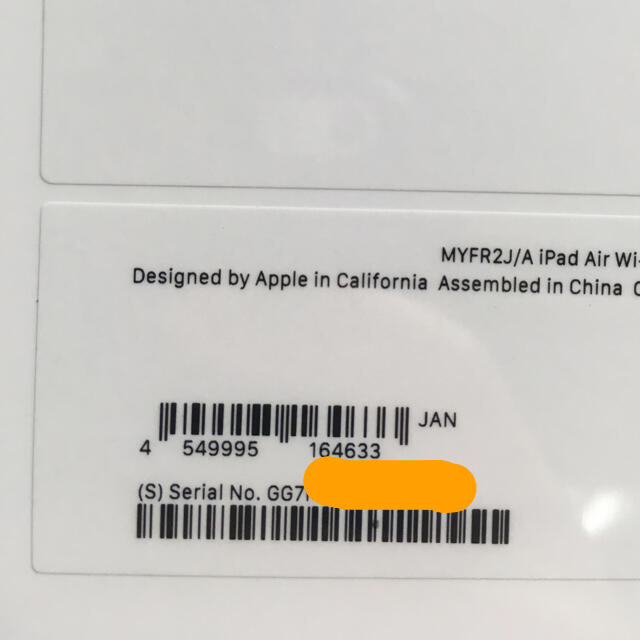 MYFR2J/A iPad Air Wi-
Designed by Apple in California Assembled in China
JAN
4 549995 164633
(S) Serial No. GG7